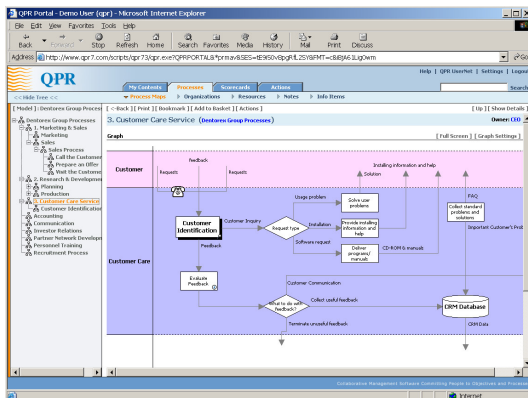 QPR Portal - Demo User (qpr) - Microsoft Internet Explorer
File Edit View Favorites Tools Help
Back Forward Stop Refresh Home Search Favorites Media History Mail Print Discuss
Address
Go
Help | QPR UserNet | Settings | Logout
QPR
My Contents Processes Scorecards Actions
Search
<<Hide Tree <<
Process Maps Organizations Resources Notes Info Items
[ Model : Dentorex Group Processes
[ <--Back ] [ Print ] [ Bookmark ] [ Add to Basket ] [ Actions ]
[ Up ] [ Show Details ]
Dentorex Group Processes
1. Marketing & Sales
Marketing
Sales
Sales Process
Call the Customer
Prepare an Offer
Wait the Custome
2. Research & Developmen
Planning
Production
3. Customer Care Service
Customer Identification
Accounting
Communication
Investor Relations
Partner Network Develop
Personnel Training
Recruitment Process
3. Customer Care Service (Dentorex Group Processes)
Owner: CEO
Graph
[ Full Screen ] [ Graph Settings ]
Customer
feedback
Requests
Requests
Installing information and help
Solution
Customer Care
Customer Identification
Customer Inquiry
Feedback
Request type
Usage problem
Installation
Software request
Solve user problems
Provide installing information and help
Deliver programs/ manuals
CD-ROM & manuals
FAQ
Collect standard problems and solutions
Important Customer's Prob
Evaluate Feedback
Customer Communication
What to do with feedback?
Collect useful feedback
Terminate unuseful feedback
CRM Database
CRM Data
Collaborative Management Software Committing People to Objectives and Processes
Internet